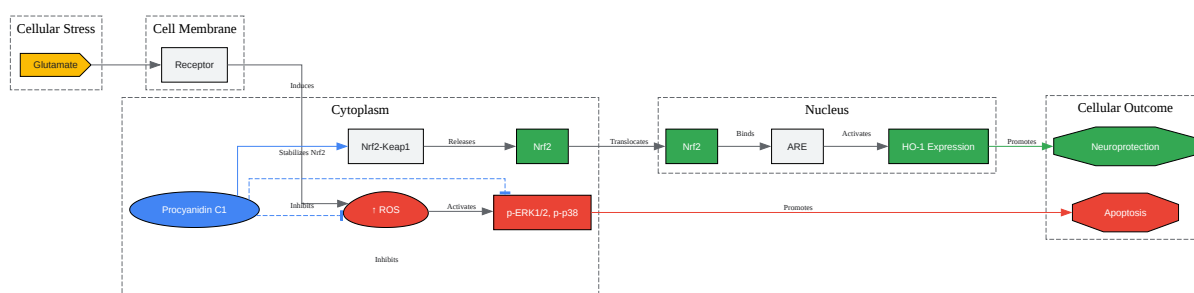 Cellular Stress
Cell Membrane
Glutamate
Receptor
Induces
Cytoplasm
Nucleus
Cellular Outcome
Stabilizes Nrf2
Nrf2-Keap1
Releases
Nrf2
Translocates
Nrf2
Binds
ARE
Activates
HO-1 Expression
Promotes
Neuroprotection
Procyanidin C1
Inhibits
↑ ROS
Activates
p-ERK1/2, p-p38
Promotes
Apoptosis
Inhibits